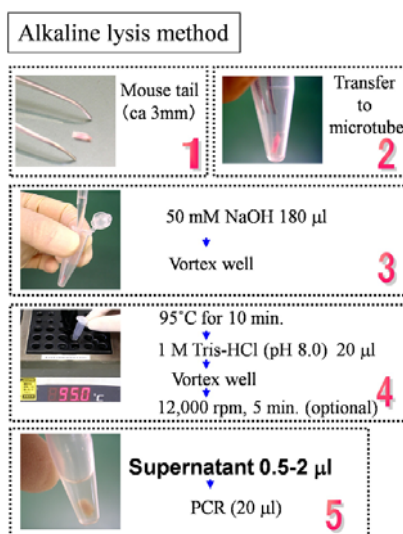 Alkaline lysis method
Mouse tail
(ca 3mm)
1
Transfer
to
microtube
2
50 mM NaOH 180 µl
Vortex well
3
95°C for 10 min.
1 M Tris-HCl (pH 8.0) 20 µl
Vortex well
12,000 rpm, 5 min. (optional)
4
950 °C
Supernatant 0.5-2 µl
PCR (20 µl)
5